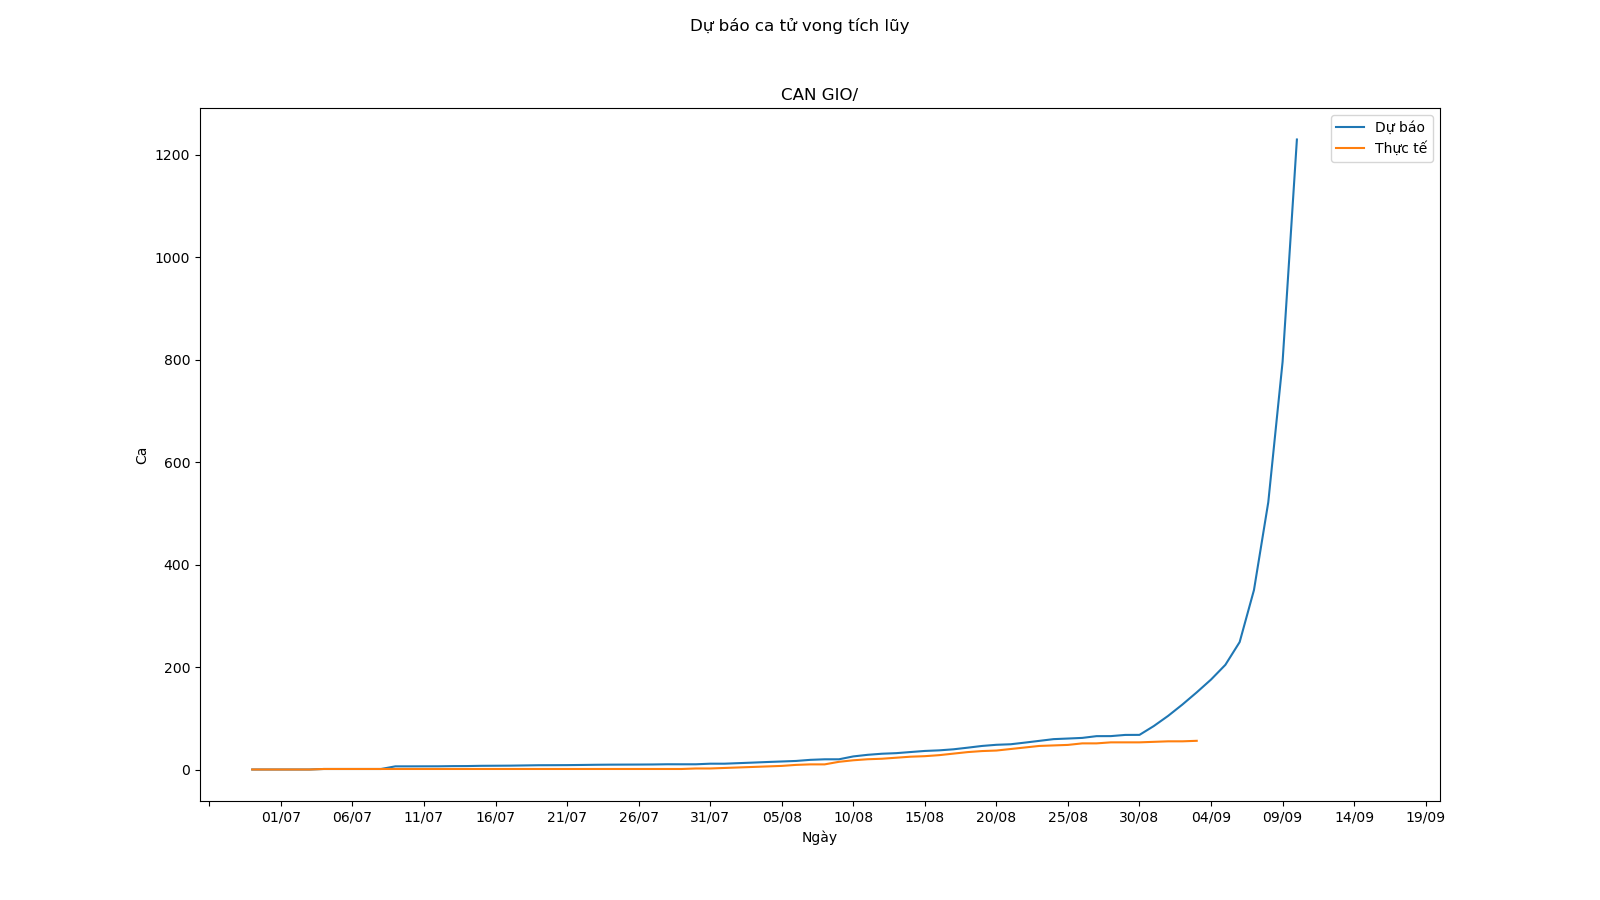 Dự báo ca tử vong tích lũy
CAN GIO/
Dự báo
Thực tế
1200
1000
800
600
400
200
0
Ca
01/07 06/07 11/07 16/07 21/07 26/07 31/07 05/08 10/08 15/08 20/08 25/08 30/08 04/09 09/09 14/09 19/09
Ngày